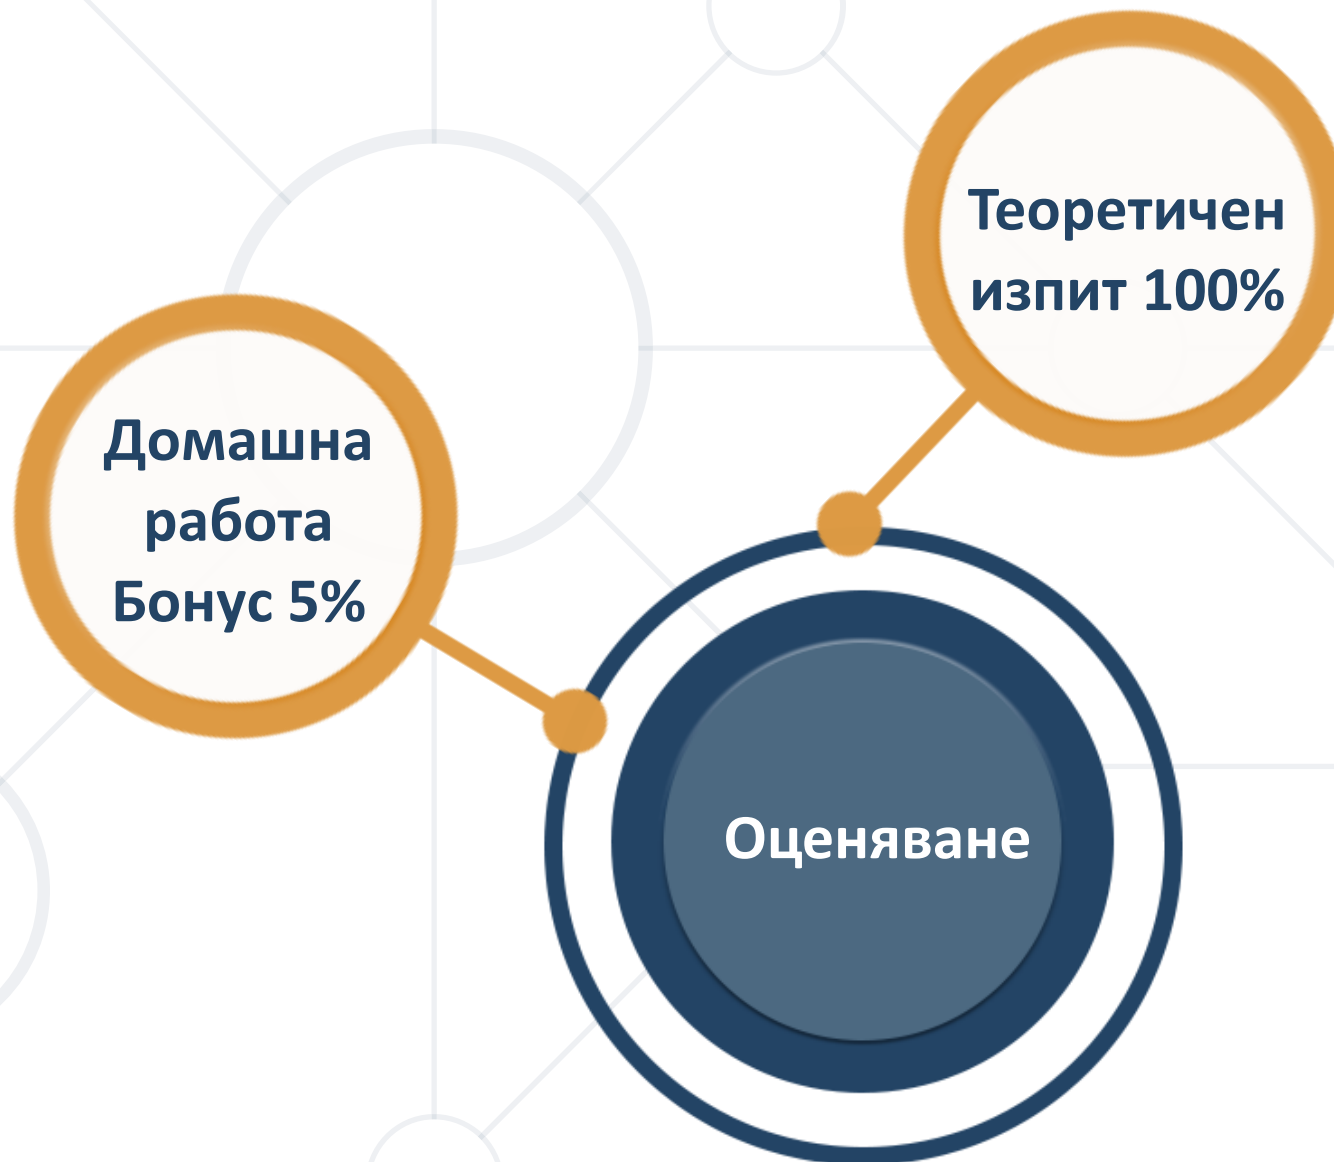 Теоретичен
изпит 100%
Домашна
работа
Бонус 5%
Оценяване